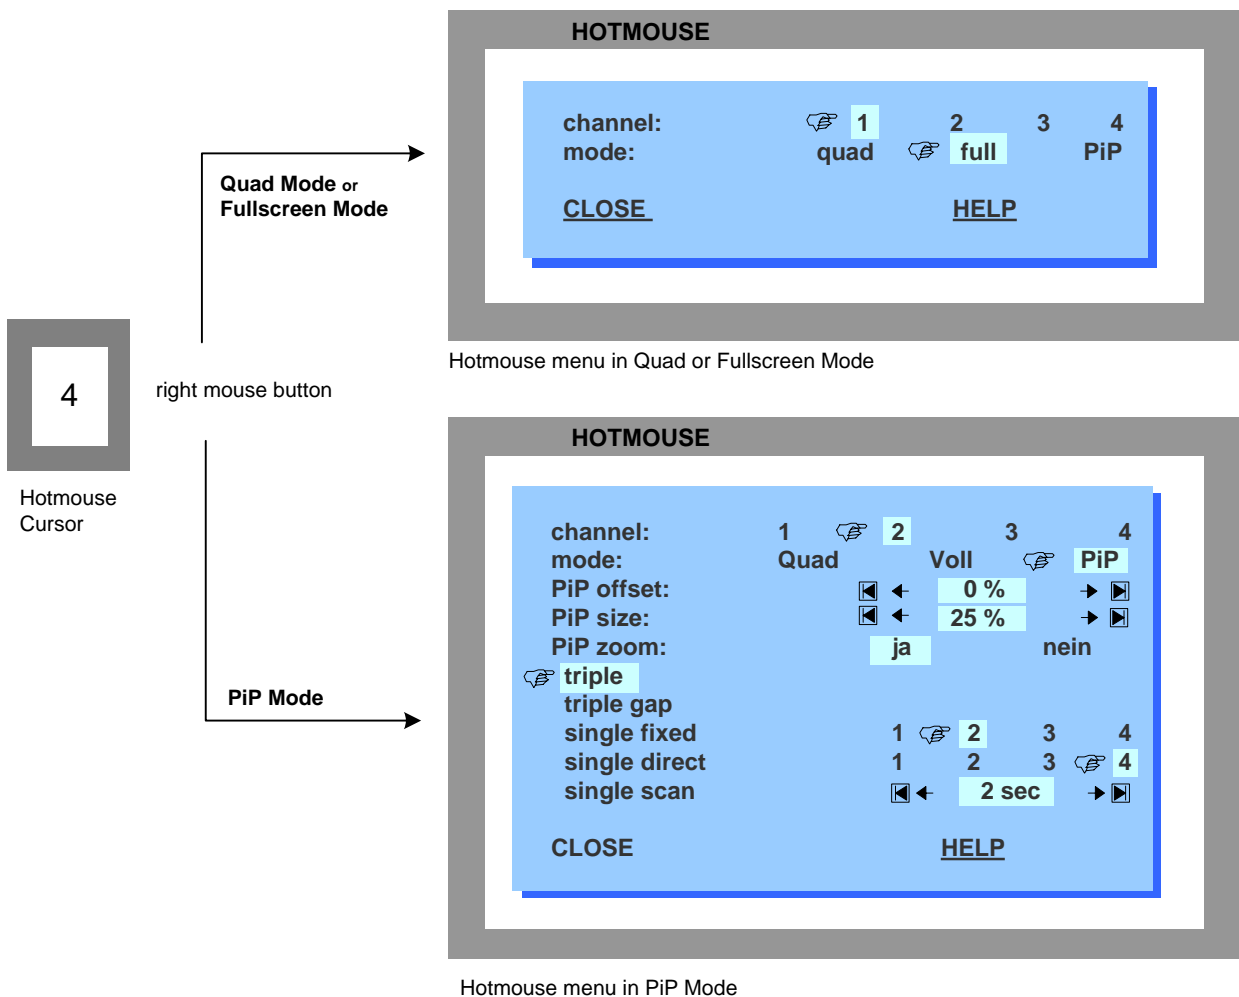 HOTMOUSE
channel: 1 2 3 4
mode: quad full PiP
CLOSE HELP
Quad Mode or
Fullscreen Mode
Hotmouse menu in Quad or Fullscreen Mode
4
right mouse button
Hotmouse
Cursor
HOTMOUSE
channel: 1 2 3 4
mode: Quad Voll PiP
PiP offset: 0 %
PiP size: 25 %
PiP zoom: ja nein
triple
triple gap
single fixed 1 2 3 4
single direct 1 2 3 4
single scan 2 sec
CLOSE HELP
PiP Mode
Hotmouse menu in PiP Mode